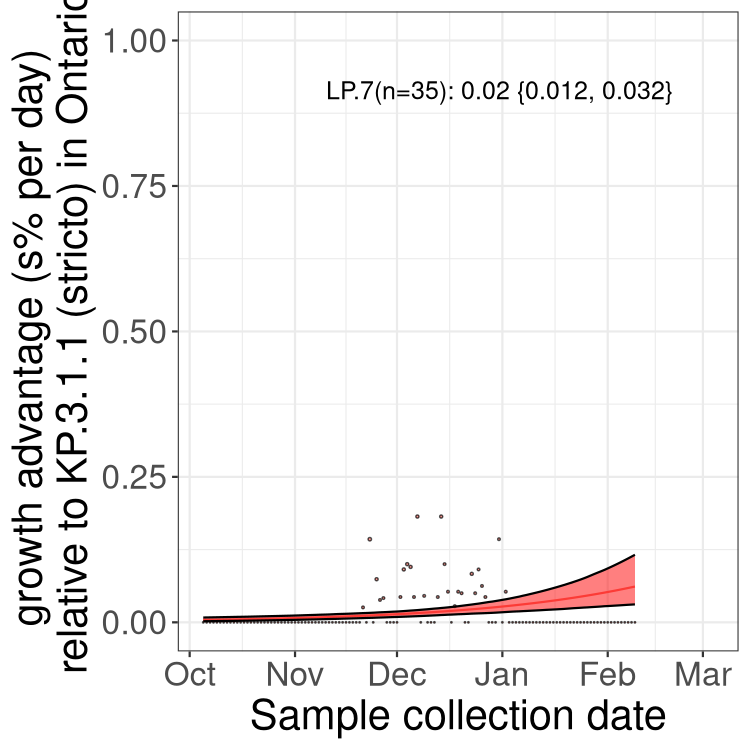 growth advantage (s% per day)
relative to KP.3.1.1 (stricto) in Ontario
1.00
0.75
0.50
0.25
0.00
LP.7(n=35): 0.02 {0.012, 0.032}
Oct Nov Dec Jan Feb Mar
Sample collection date